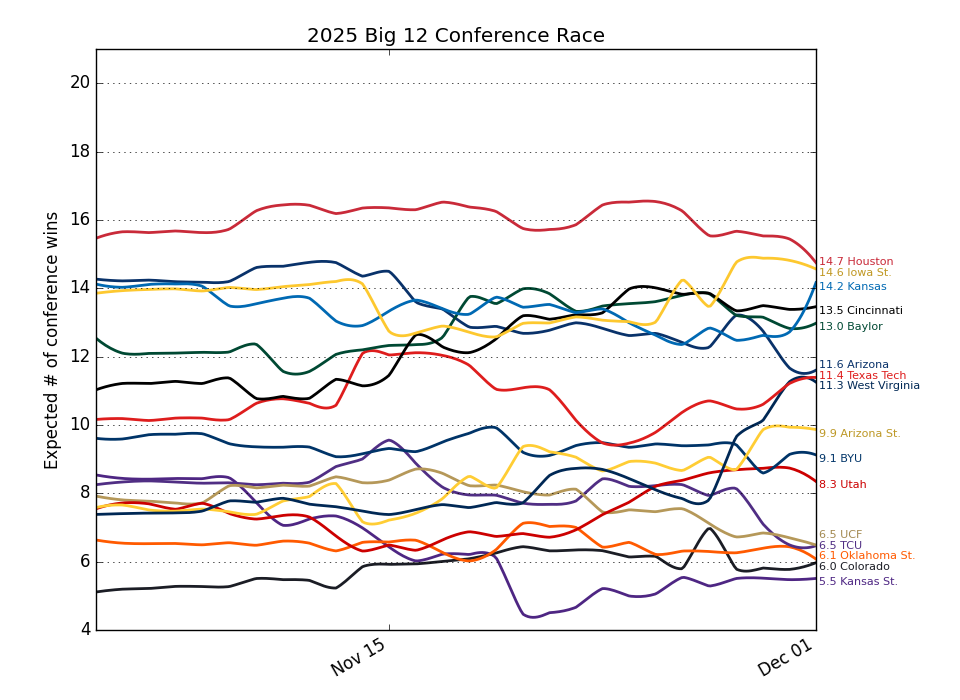 2025 Big 12 Conference Race
Expected # of conference wins
20
18
16
14
12
10
8
6
4
Nov 15
Dec 01
14.7 Houston
14.6 Iowa St.
14.2 Kansas
13.5 Cincinnati
13.0 Baylor
11.6 Arizona
11.4 Texas Tech
11.3 West Virginia
9.9 Arizona St.
9.1 BYU
8.3 Utah
6.5 UCF
6.5 TCU
6.1 Oklahoma St.
6.0 Colorado
5.5 Kansas St.